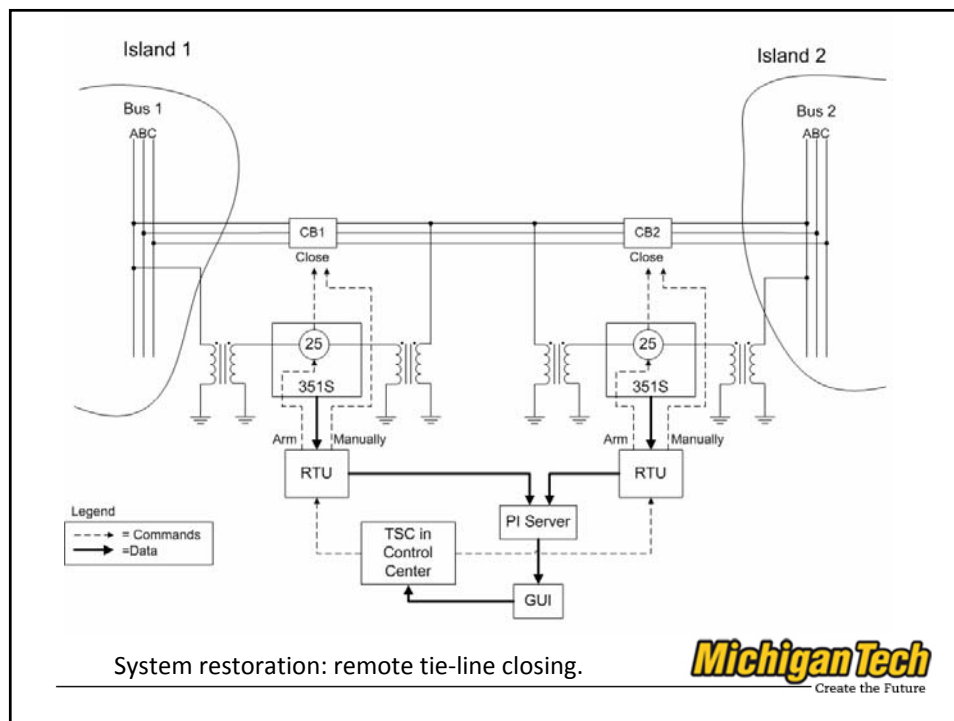 Island 1
Island 2
Bus 1
Bus 2
ABC
ABC
CB1
CB2
Close
Close
25
25
351S
351S
Arm
Manually
Arm
Manually
RTU
RTU
PI Server
Legend
= Commands
=Data
TSC in
Control
Center
GUI
System restoration: remote tie-line closing.
MichiganTech
Create the Future